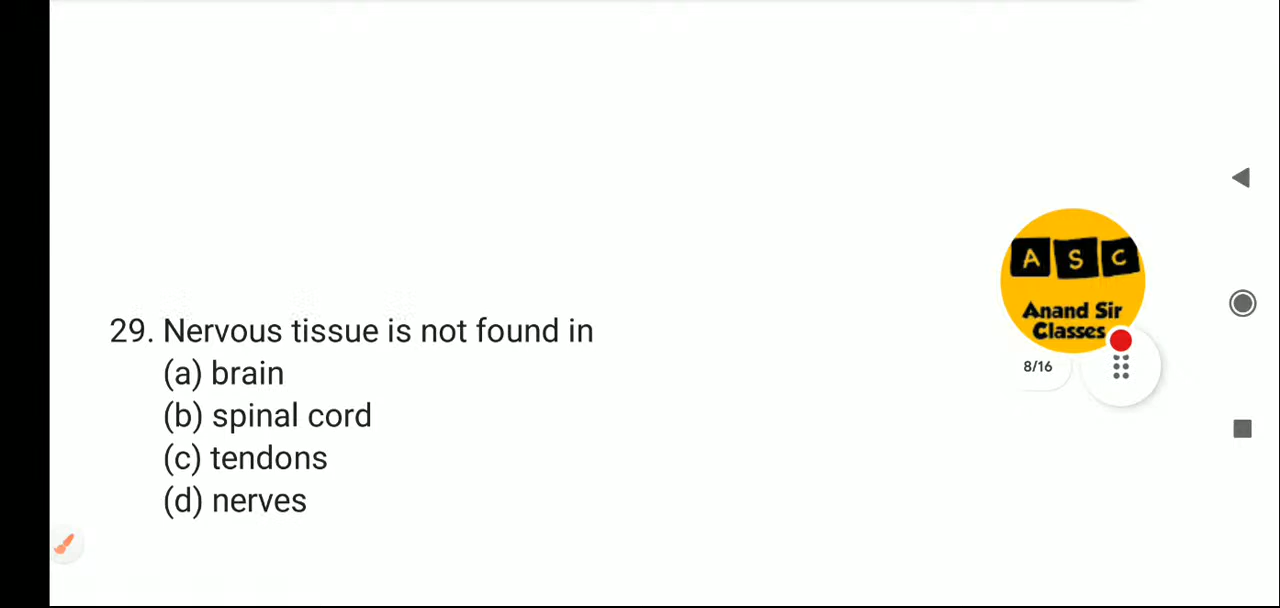 A S C
Anand Sir
Classes
29. Nervous tissue is not found in
8/16
(a) brain
(b) spinal cord
(c) tendons
(d) nerves